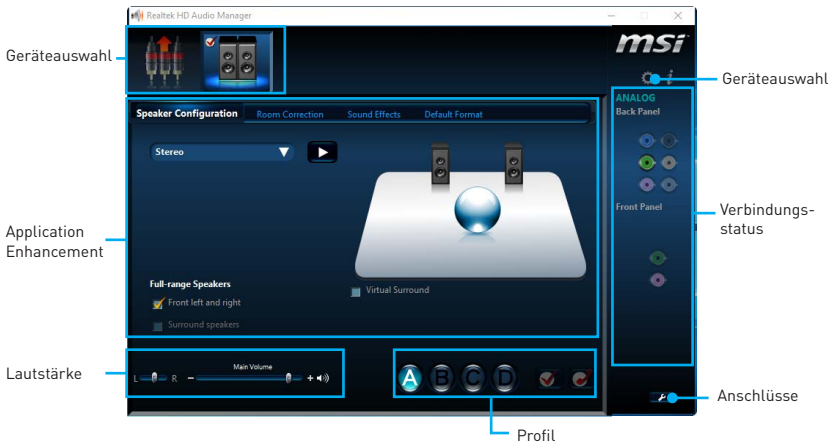 Realtek HD Audio Manager
msi
Geräteauswahl
Geräteauswahl
i
ANALOG
Back Panel
Speaker Configuration
Room Correction
Sound Effects
Default Format
Stereo
Application
Enhancement
Front Panel
Verbindungs-
status
Full-range Speakers
Front left and right
Surround speakers
Virtual Surround
Lautstärke
Main Volume
L
R
-
+
A
B
C
D
Anschlüsse
Profil